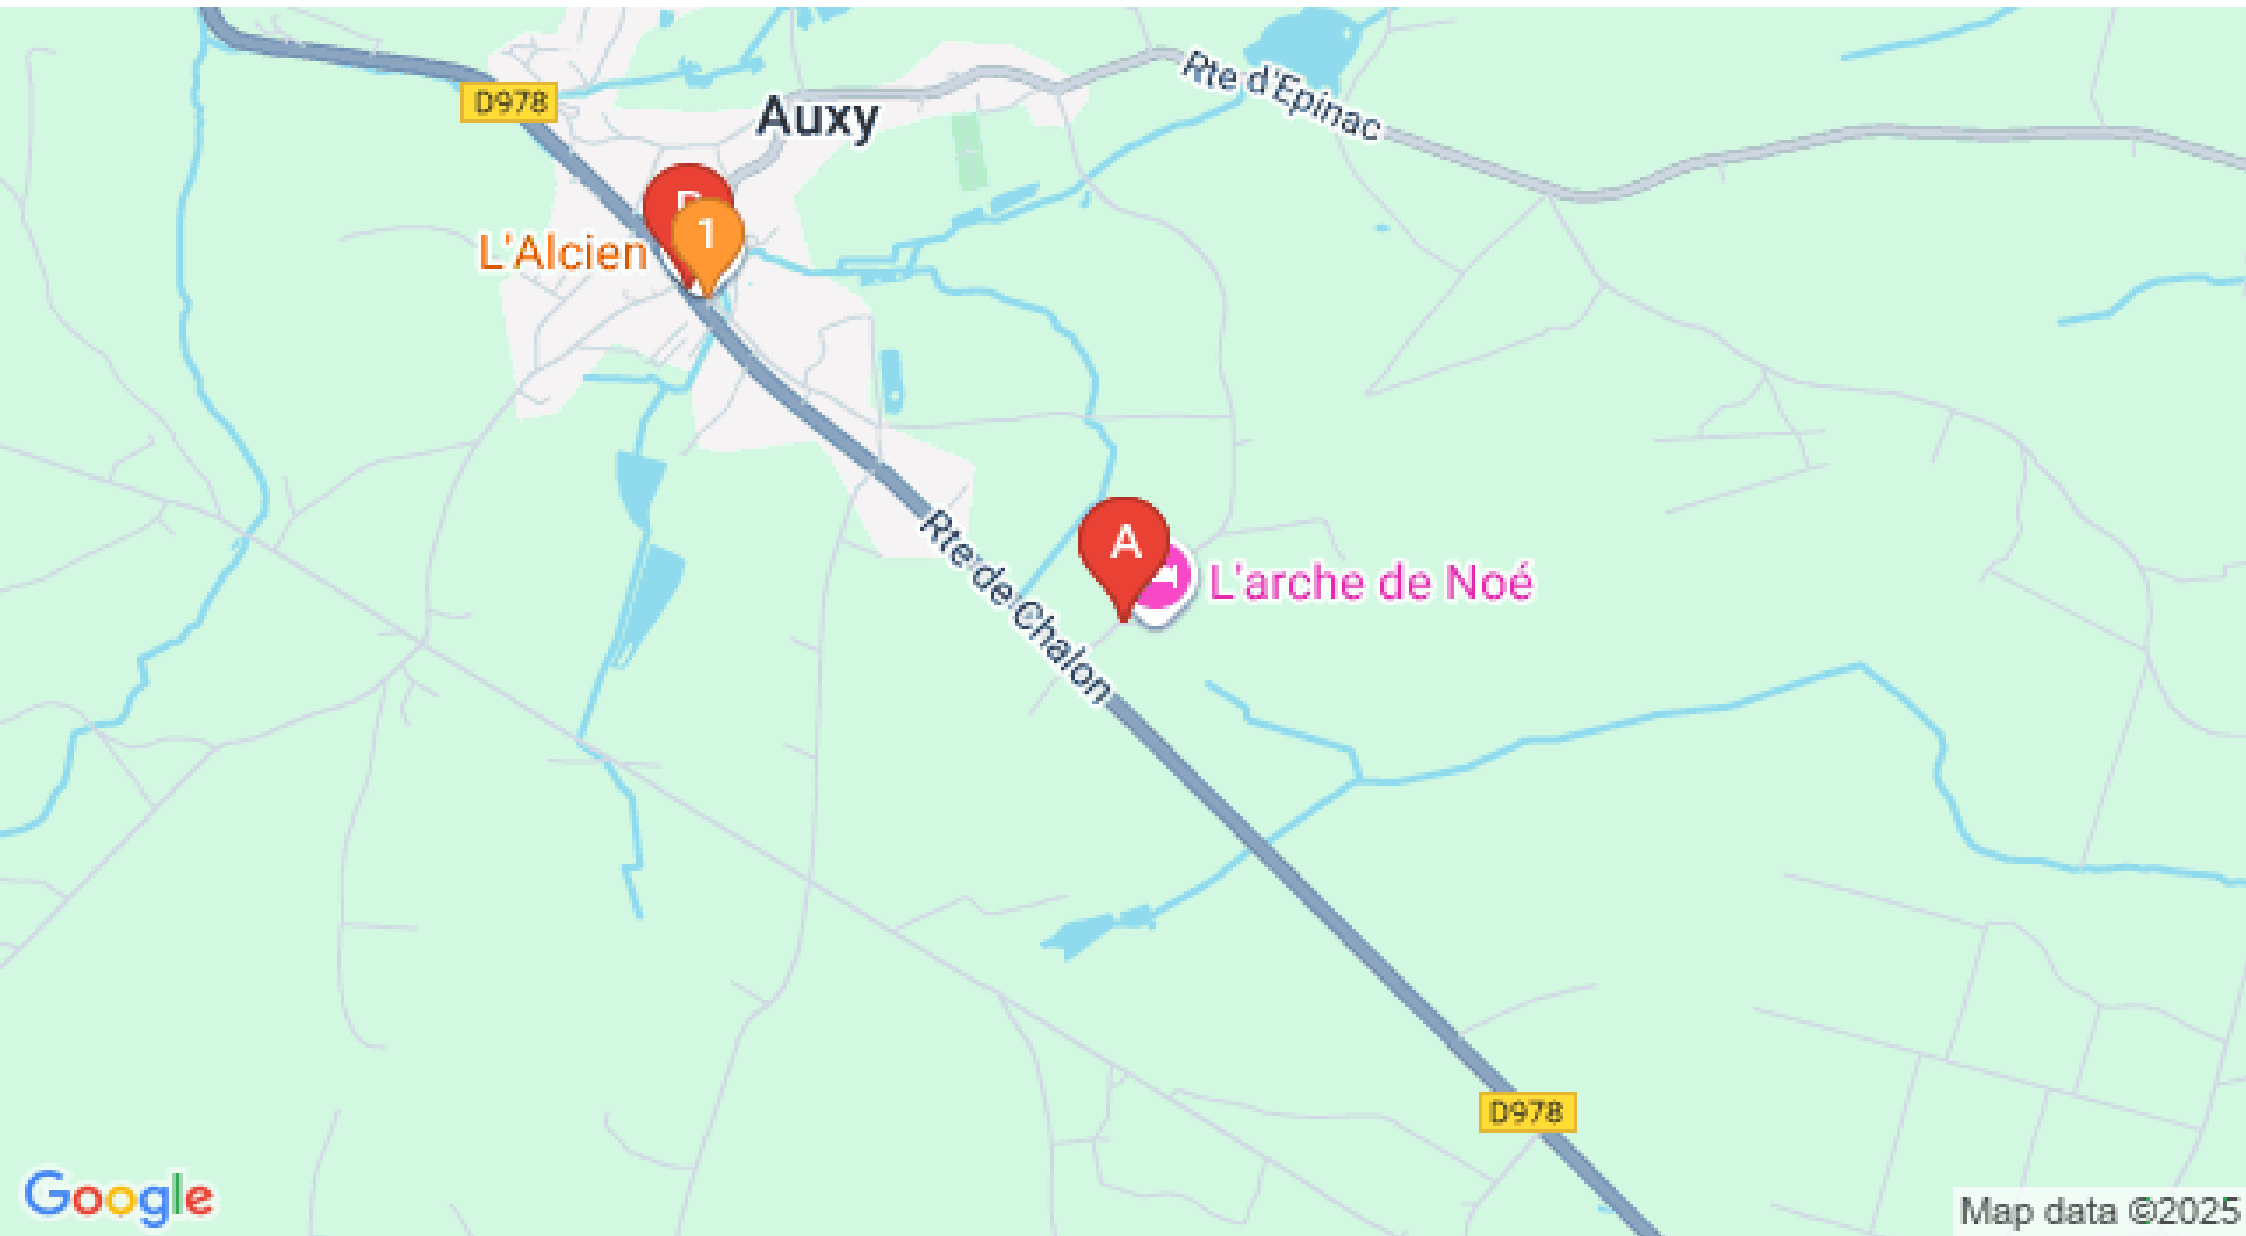 Rte d'Epinac
D978
Auxy
1
L'Alcien
A
L'arche de Noé
Rte de Chalon
D978
Google
Map data ©2025